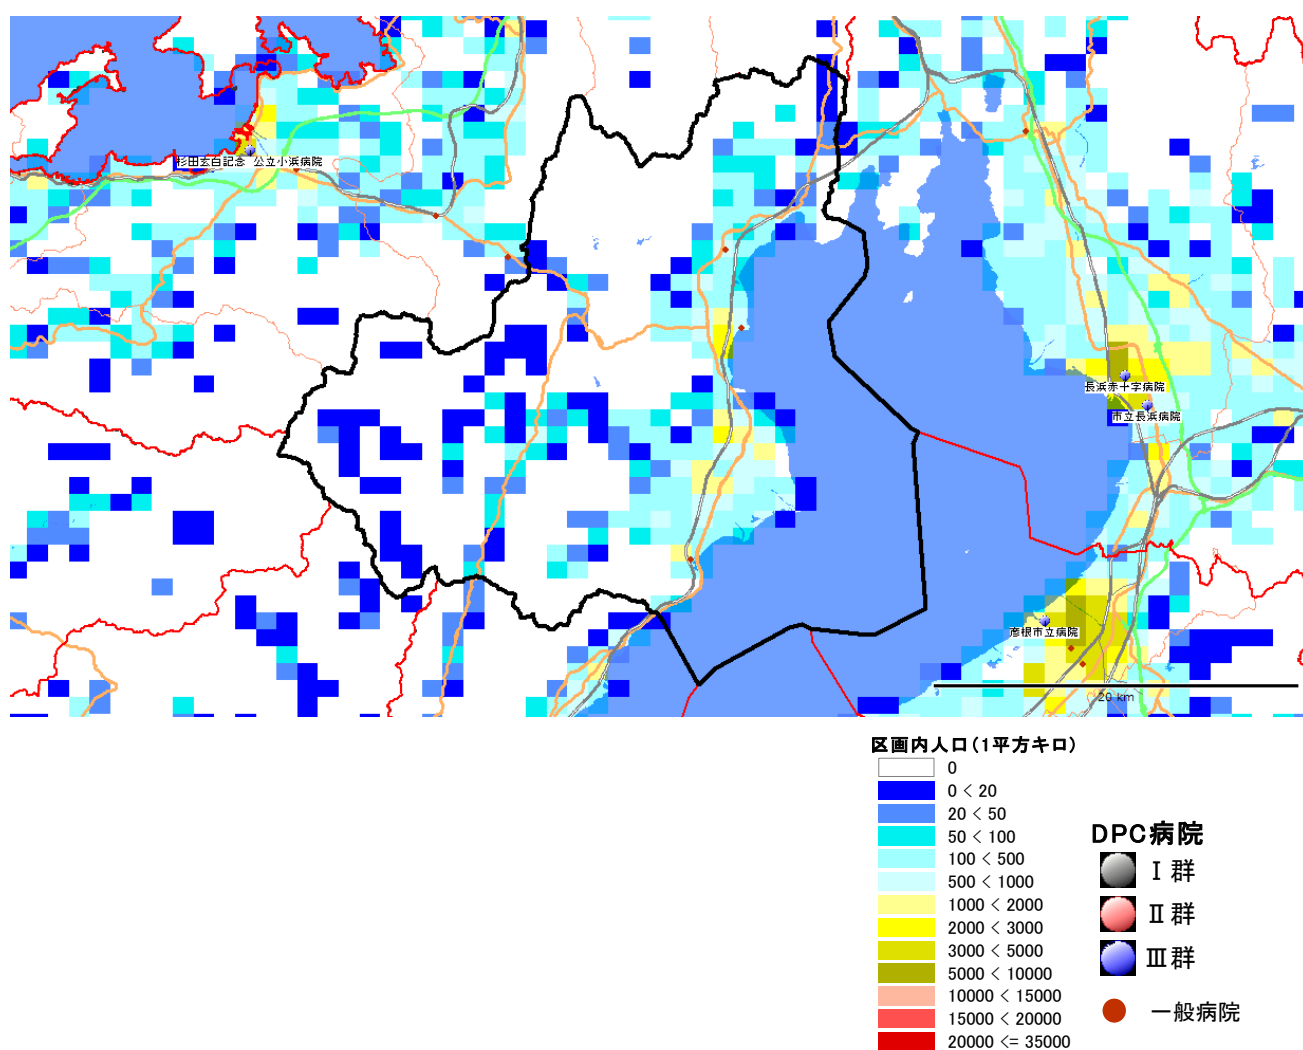 杉田玄白記念 公立小浜病院
長浜赤十字病院
市立長浜病院
彦根市立病院
20 km
区画内人口(1平方キロ)
0
0 < 20
20 < 50
50 < 100
100 < 500
500 < 1000
1000 < 2000
2000 < 3000
3000 < 5000
5000 < 10000
10000 < 15000
15000 < 20000
20000 <= 35000
DPC病院
Ⅰ群
Ⅱ群
Ⅲ群
一般病院